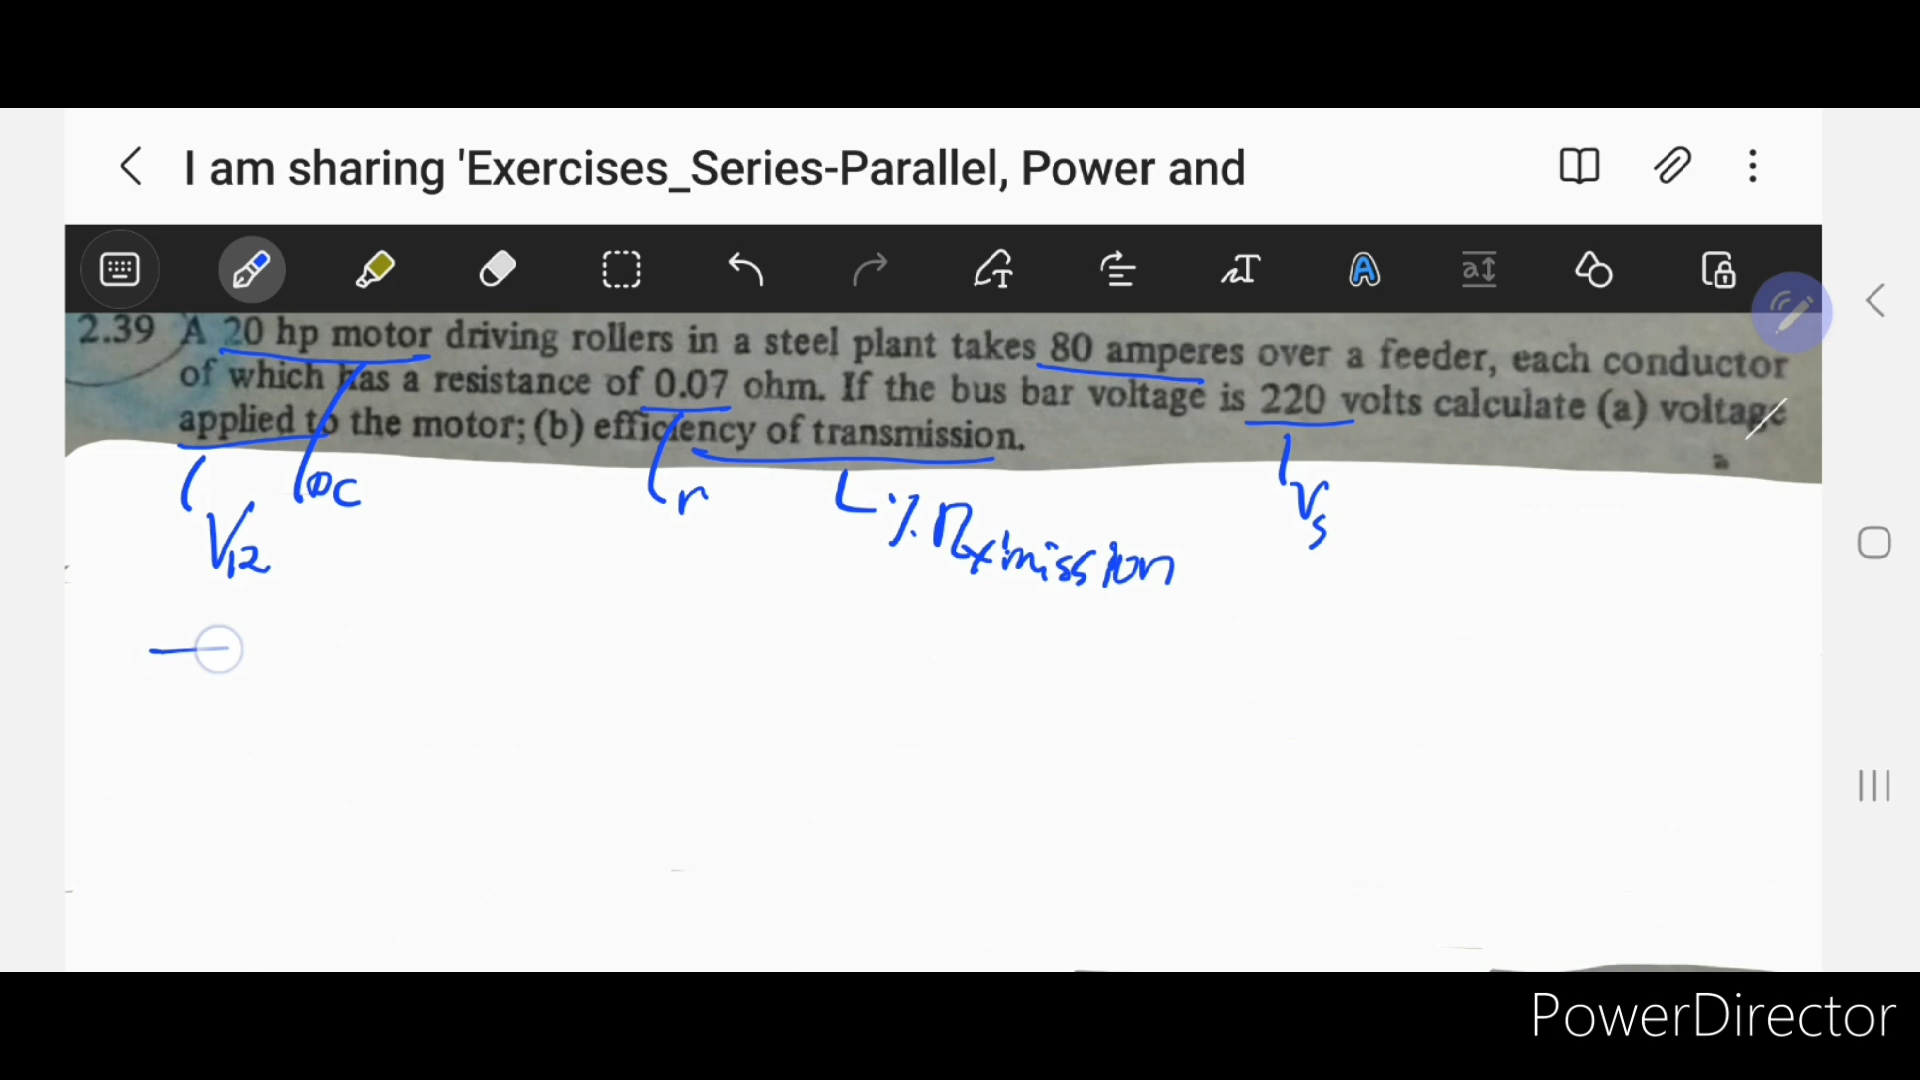 I am sharing 'Exercises_Series-Parallel, Power and
2.39 A 20 hp motor driving rollers in a steel plant takes 80 amperes over a feeder, each conductor
of which has a resistance of 0.07 ohm. If the bus bar voltage is 220 volts calculate (a) voltage
applied to the motor; (b) efficiency of transmission.
V12
r
Vs
PowerDirector